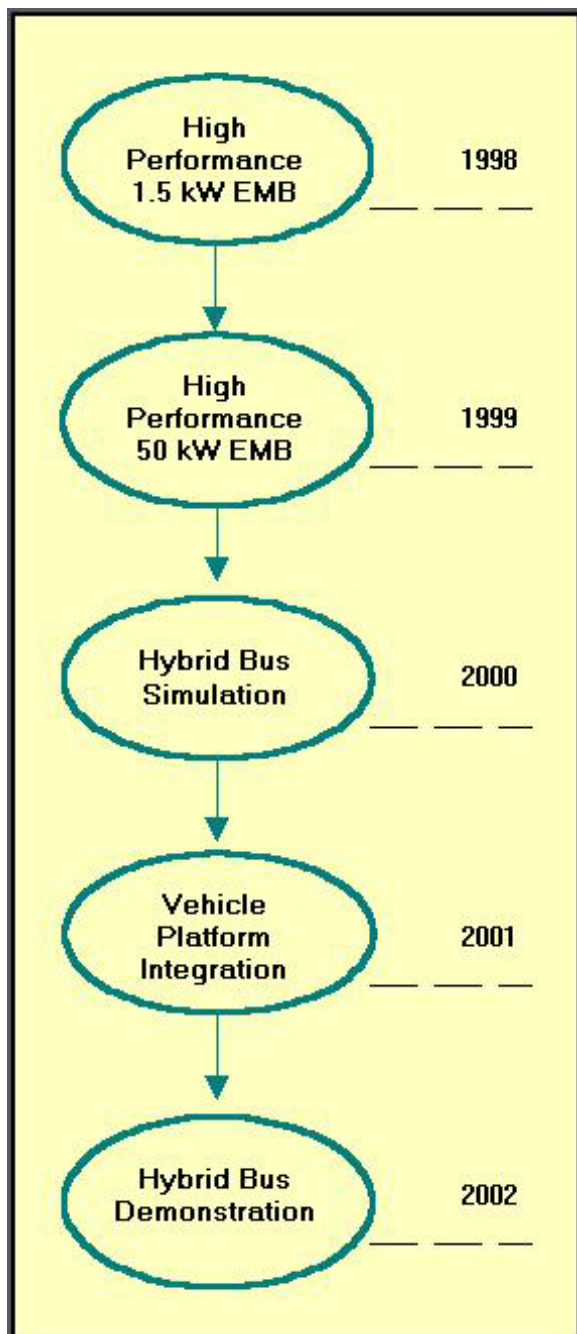 High
Performance
1.5 kW EMB
1998
High
Performance
50 kW EMB
1999
Hybrid Bus
Simulation
2000
Vehicle
Platform
Integration
2001
Hybrid Bus
Demonstration
2002